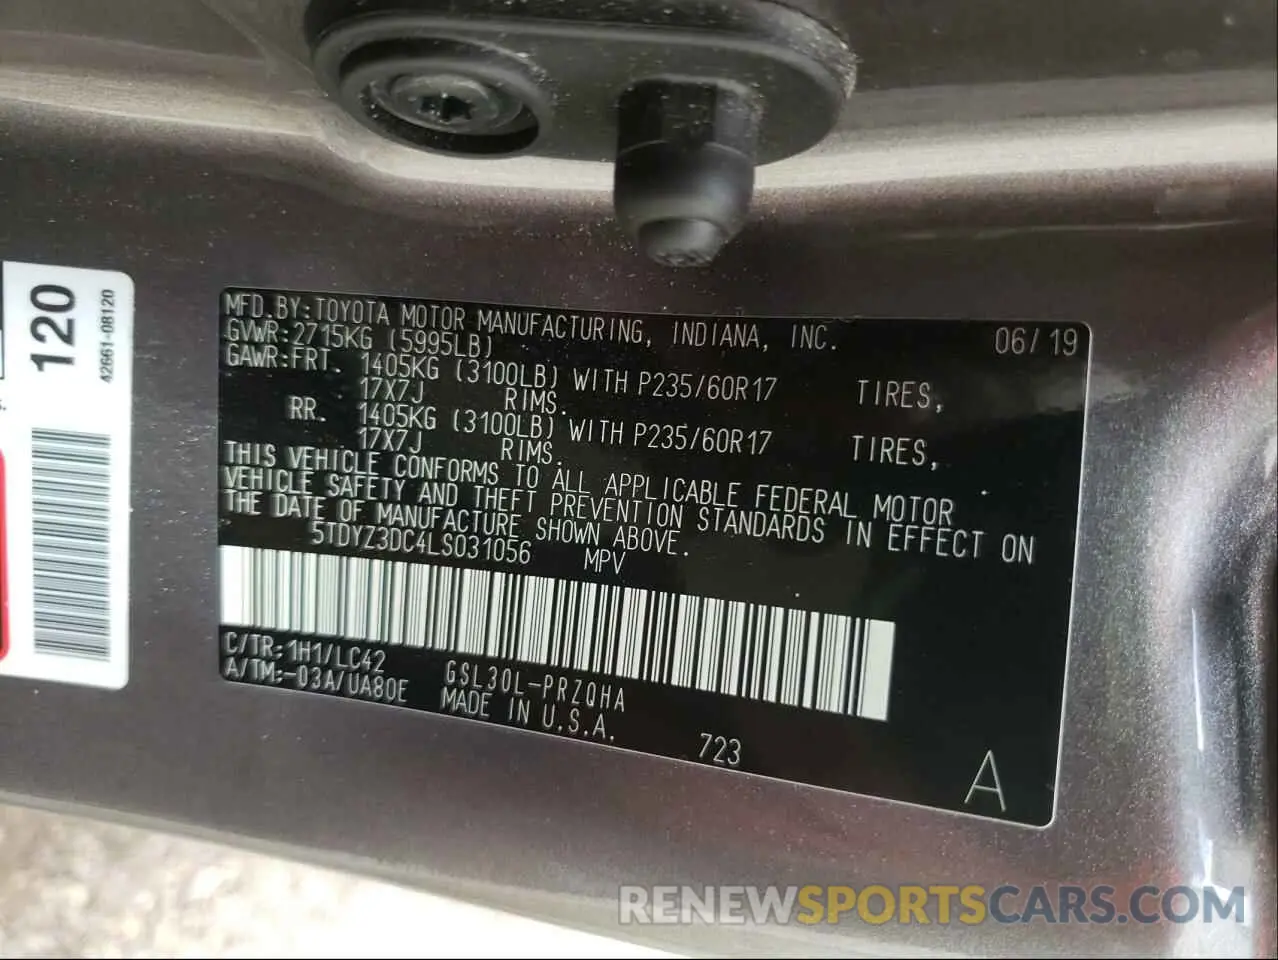 MFD.BY:TOYOTA MOTOR MANUFACTURING, INDIANA, INC. 06/19
GVWR:2715KG (5995LB)
GAWR:FRT. 1405KG (3100LB) WITH P235/60R17 TIRES,
17X7J RIMS.
RR. 1405KG (3100LB) WITH P235/60R17 TIRES,
17X7J RIMS.
THIS VEHICLE CONFORMS TO ALL APPLICABLE FEDERAL MOTOR
VEHICLE SAFETY AND THEFT PREVENTION STANDARDS IN EFFECT ON
THE DATE OF MANUFACTURE SHOWN ABOVE.
5TDYZ3DC4LS031056 MPV
C/TR:1H1/LC42 GSL30L-PRZQHA
A/TM:-03A/UA80E MADE IN U.S.A.
723
A
120
42661-08120
RENEWSPORTSCARS.COM